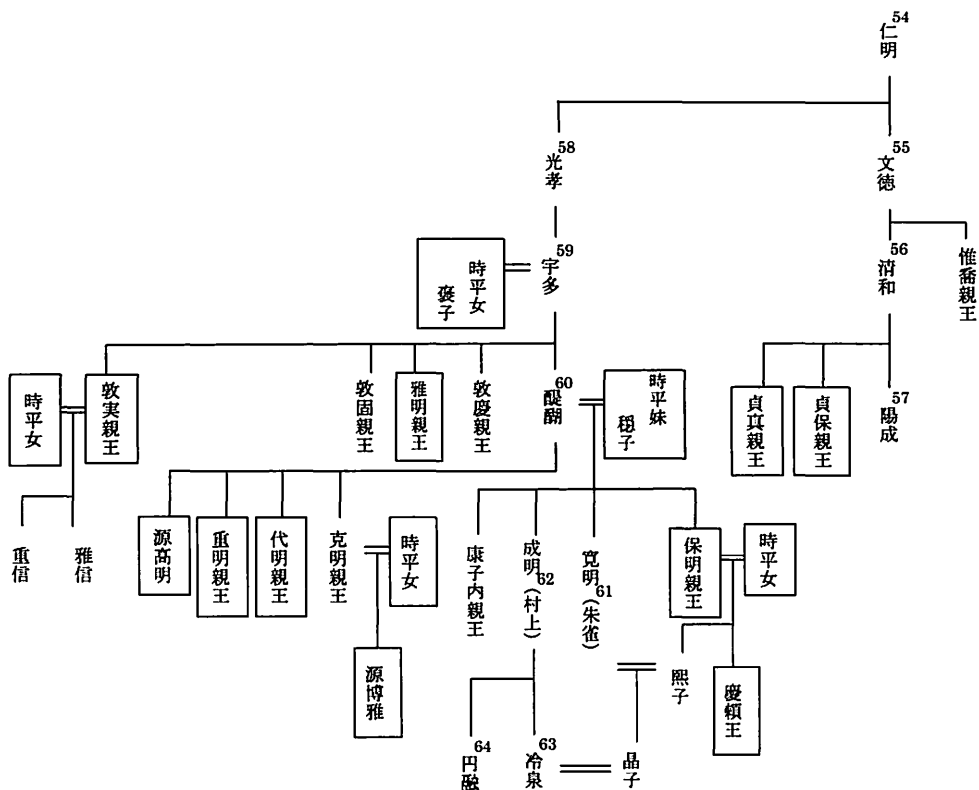 54
仁明
58
光孝
55
文徳
59
宇多
時平女
褒子
56
清和
惟喬親王
57
陽成
貞保親王
貞真親王
60
醍醐
時平妹
穏子
敦慶親王
雅明親王
敦固親王
敦実親王
時平女
雅信
重信
時平女
保明親王
寛明(朱雀)
61
成明(村上)
62
康子内親王
時平女
克明親王
代明親王
重明親王
源高明
源博雅
慶頼王
熙子
晶子
63
冷泉
64
円融